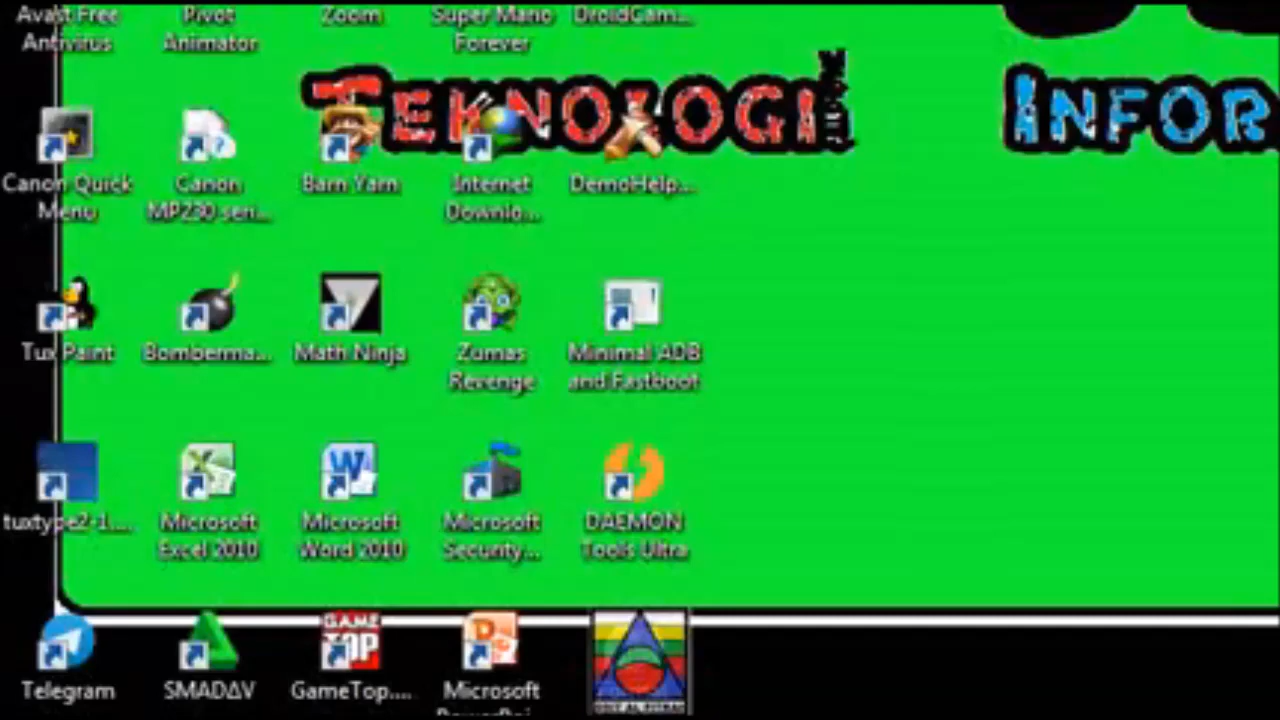 Avast Free
Antivirus
Pivot
Animator
Zoom
Super Mario
Forever
DroidCam...
TEKNOLOGI
INFOR
Canon Quick
Menu
Canon
MP230 seri...
Barn Yarn
Internet
Downlo...
DemoHelp...
Tux Paint
Bomberma...
Math Ninja
Zumas
Revenge
Minimal ADB
and Fastboot
tuxtype2-1....
Microsoft
Excel 2010
Microsoft
Word 2010
Microsoft
Security...
DAEMON
Tools Ultra
GAME
TOP
Telegram
SMADΔV
GameTop....
Microsoft
PowerPoi...